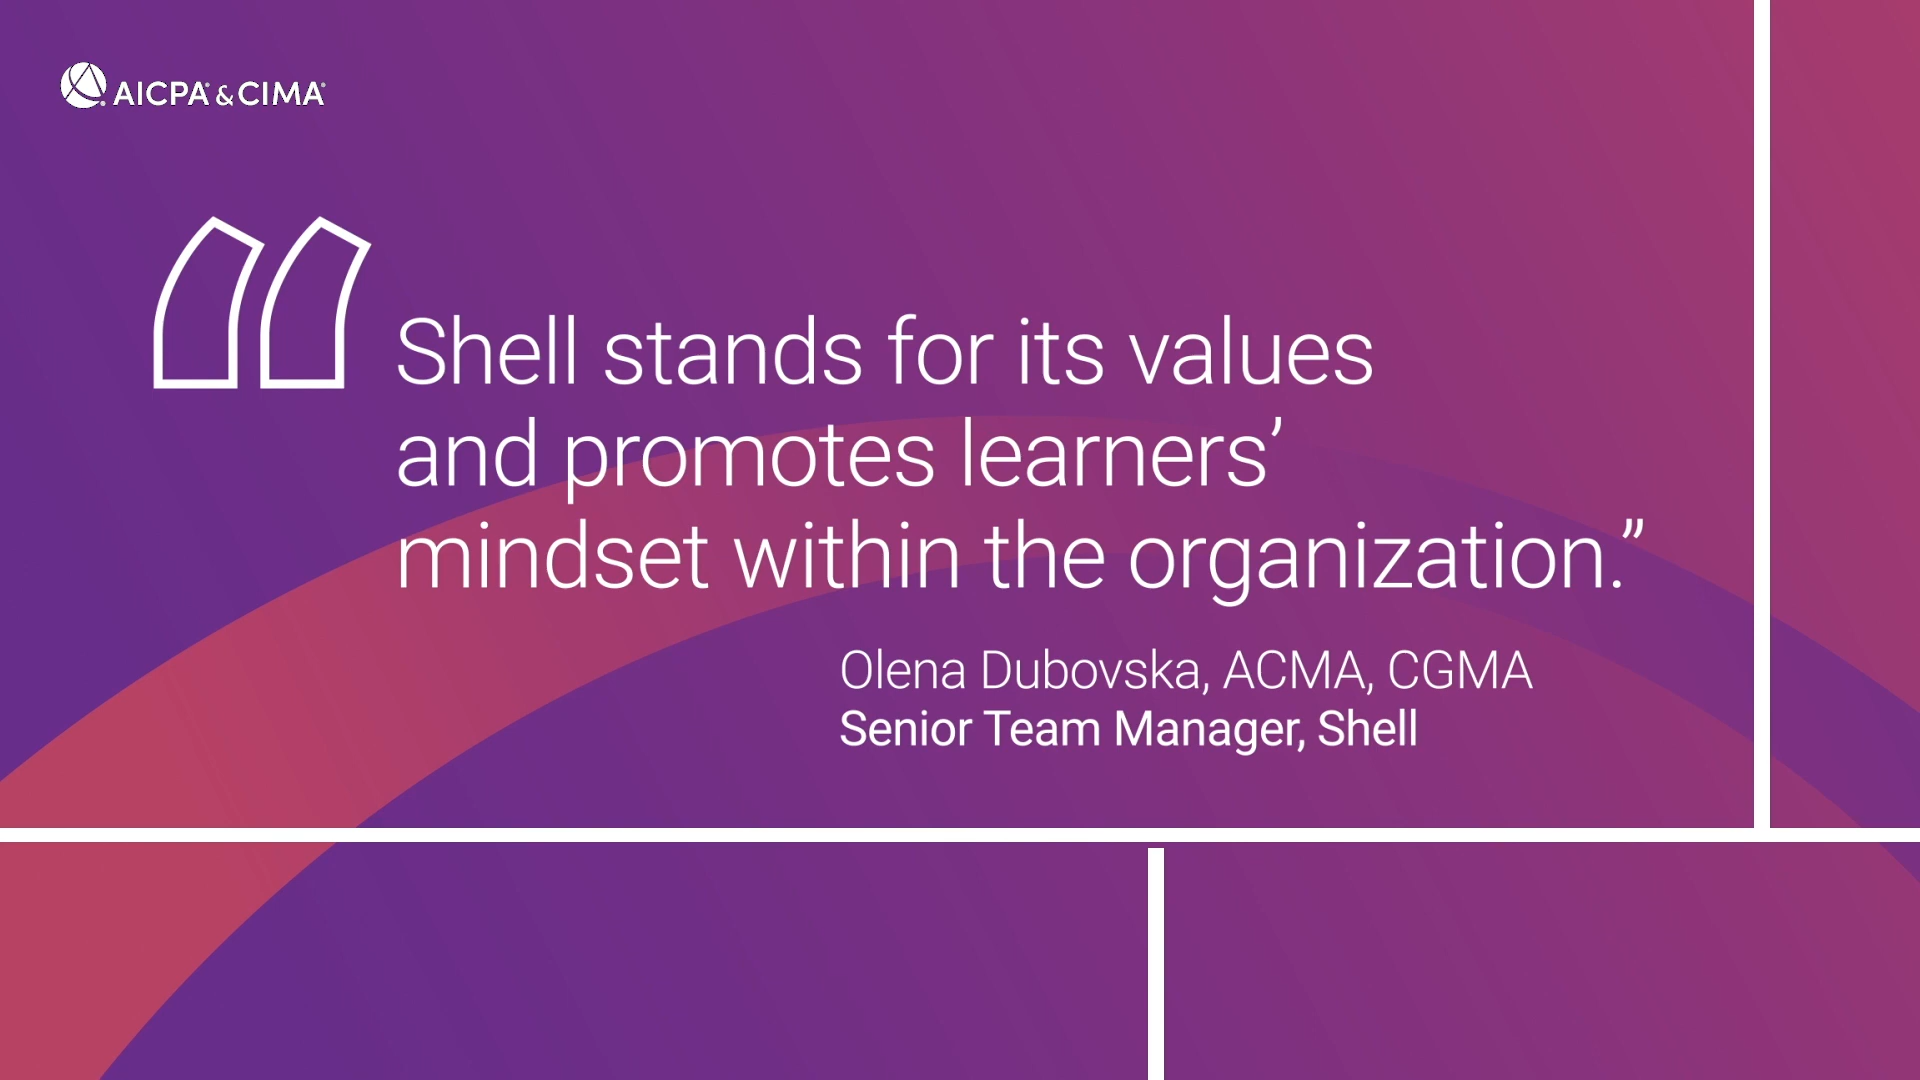 AICPA® & CIMA®
“Shell stands for its values
and promotes learners’
mindset within the organization.”
Olena Dubovska, ACMA, CGMA
Senior Team Manager, Shell